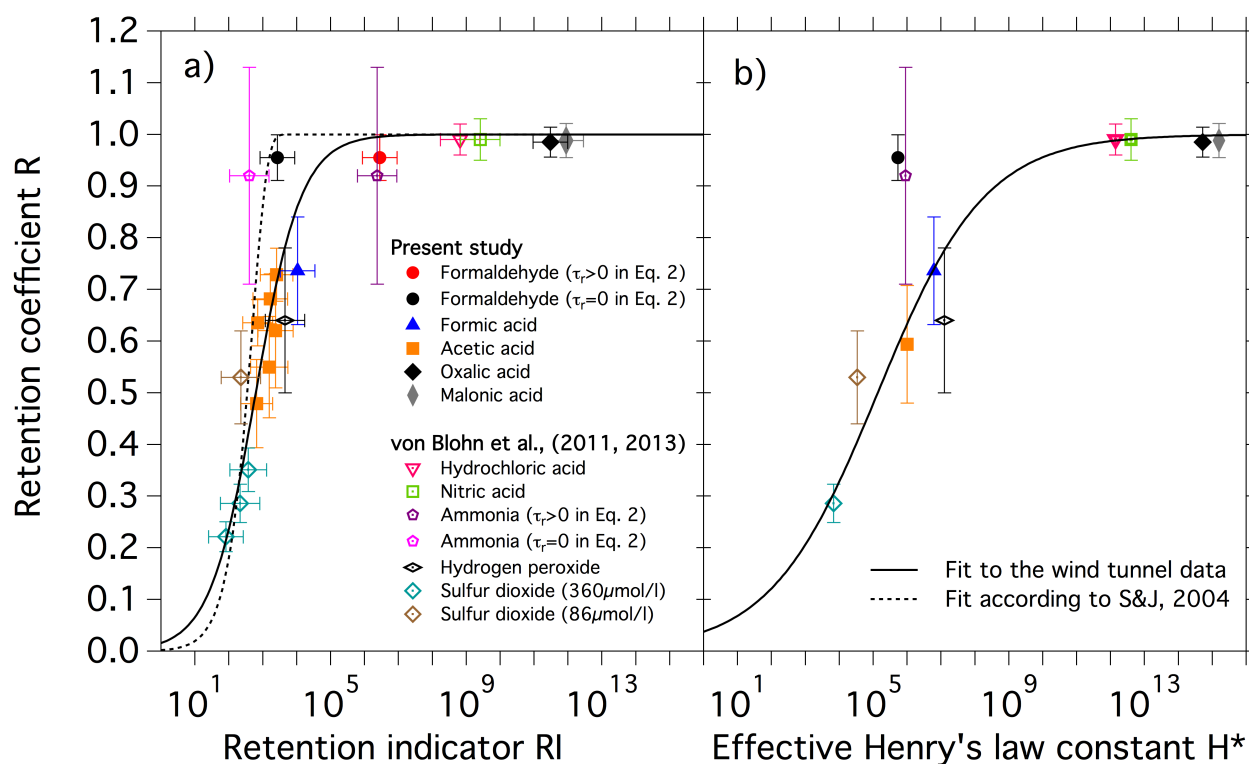 Retention coefficient R
1.2
1.1
1.0
0.9
0.8
0.7
0.6
0.5
0.4
0.3
0.2
0.1
0.0
a)
Present study
Formaldehyde (τr>0 in Eq. 2)
Formaldehyde (τr=0 in Eq. 2)
Formic acid
Acetic acid
Oxalic acid
Malonic acid
von Blohn et al., (2011, 2013)
Hydrochloric acid
Nitric acid
Ammonia (τr>0 in Eq. 2)
Ammonia (τr=0 in Eq. 2)
Hydrogen peroxide
Sulfur dioxide (360µmol/l)
Sulfur dioxide (86µmol/l)
10^1 10^5 10^9 10^13
Retention indicator RI
b)
Fit to the wind tunnel data
Fit according to S&J, 2004
10^1 10^5 10^9 10^13
Effective Henry's law constant H*